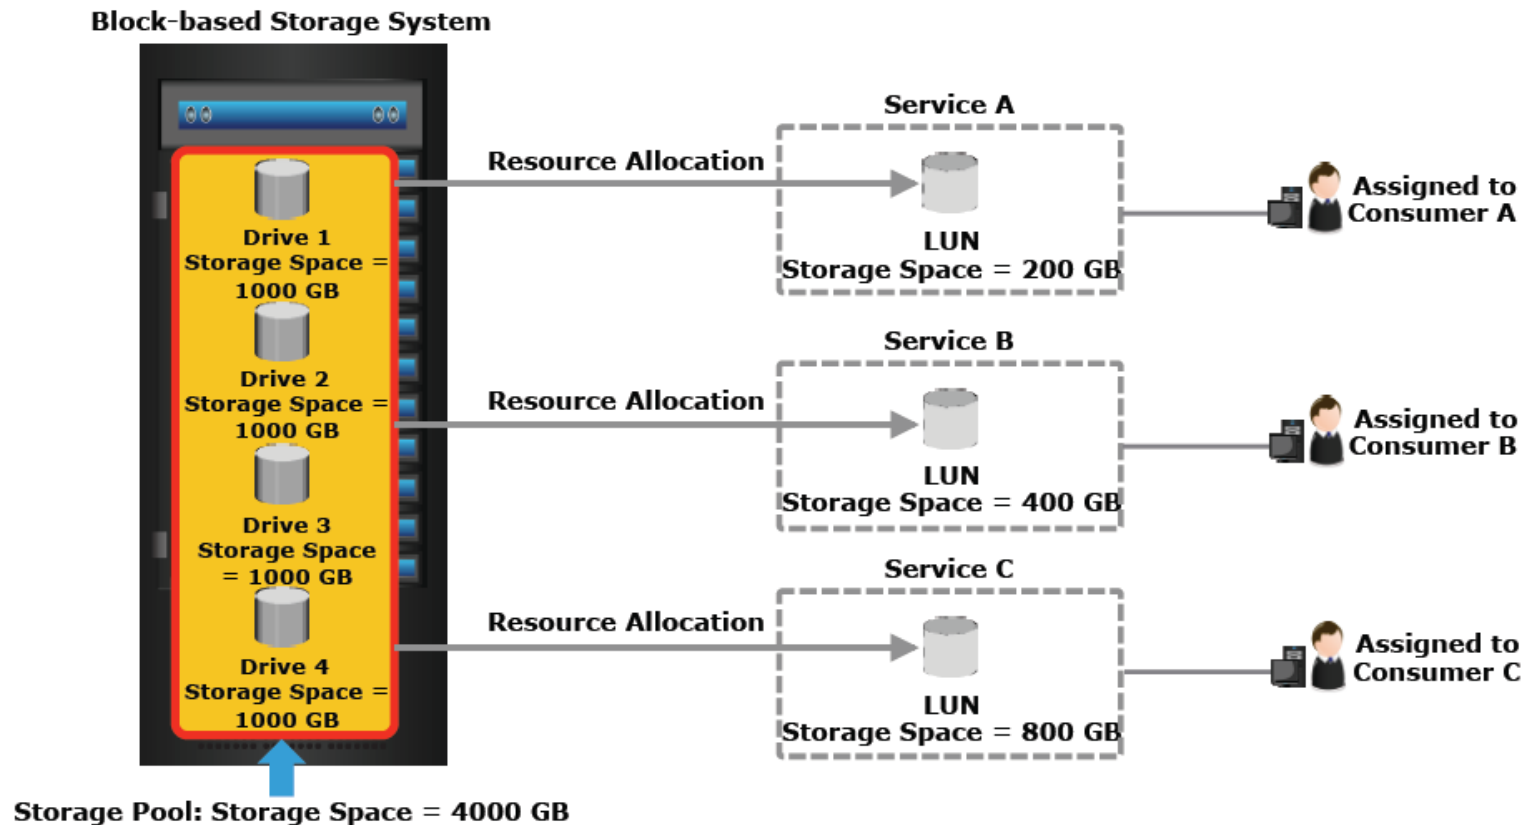 Block-based Storage System
Drive 1
Storage Space =
1000 GB
Drive 2
Storage Space =
1000 GB
Drive 3
Storage Space
= 1000 GB
Drive 4
Storage Space =
1000 GB
Storage Pool: Storage Space = 4000 GB
Resource Allocation
Service A
LUN
Storage Space = 200 GB
Assigned to
Consumer A
Resource Allocation
Service B
LUN
Storage Space = 400 GB
Assigned to
Consumer B
Resource Allocation
Service C
LUN
Storage Space = 800 GB
Assigned to
Consumer C